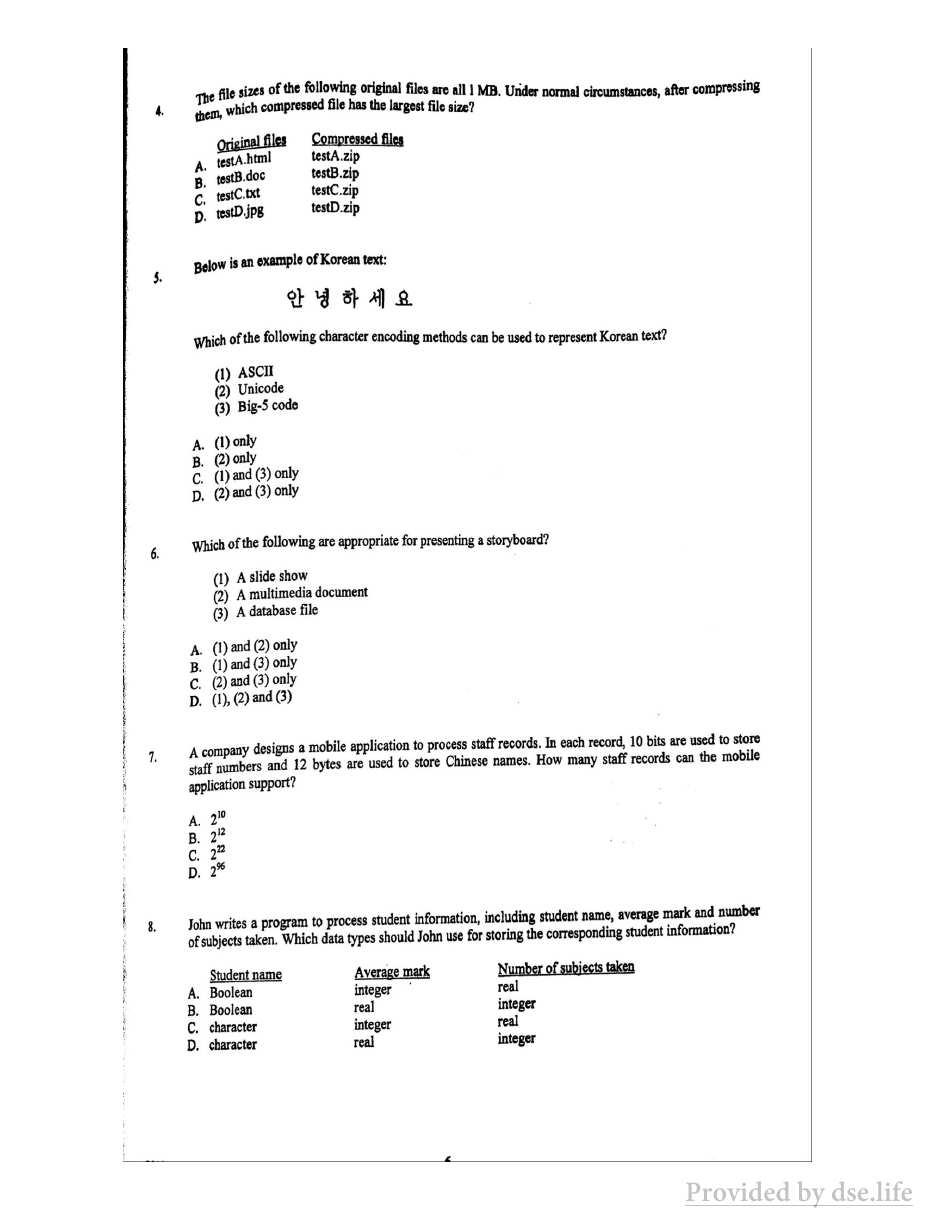 4. The file sizes of the following original files are all 1 MB. Under normal circumstances, after compressing
them, which compressed file has the largest file size?
Original files Compressed files
A. testA.html testA.zip
B. testB.doc testB.zip
C. testC.txt testC.zip
D. testD.jpg testD.zip
5. Below is an example of Korean text:
안 녕 하 세 요
Which of the following character encoding methods can be used to represent Korean text?
(1) ASCII
(2) Unicode
(3) Big-5 code
A. (1) only
B. (2) only
C. (1) and (3) only
D. (2) and (3) only
6. Which of the following are appropriate for presenting a storyboard?
(1) A slide show
(2) A multimedia document
(3) A database file
A. (1) and (2) only
B. (1) and (3) only
C. (2) and (3) only
D. (1), (2) and (3)
7. A company designs a mobile application to process staff records. In each record, 10 bits are used to store
staff numbers and 12 bytes are used to store Chinese names. How many staff records can the mobile
application support?
A. 2¹⁰
B. 2¹²
C. 2²²
D. 2⁹⁶
8. John writes a program to process student information, including student name, average mark and number
of subjects taken. Which data types should John use for storing the corresponding student information?
Student name Average mark Number of subjects taken
A. Boolean integer real
B. Boolean real integer
C. character integer real
D. character real integer
Provided by dse.life